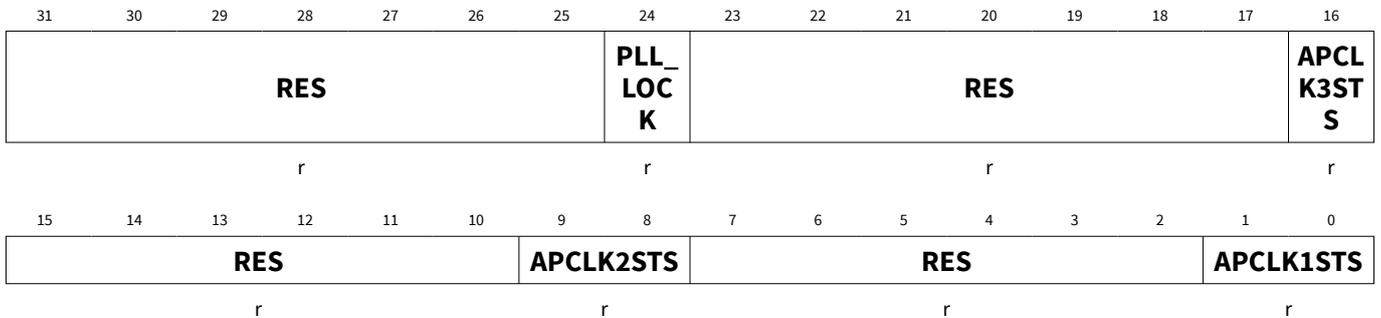 31 30 29 28 27 26 25 24 23 22 21 20 19 18 17 16
RES PLL_ RES APCL
LOC K3ST
K S
r r r r
15 14 13 12 11 10 9 8 7 6 5 4 3 2 1 0
RES APCLK2STS RES APCLK1STS
r r r r